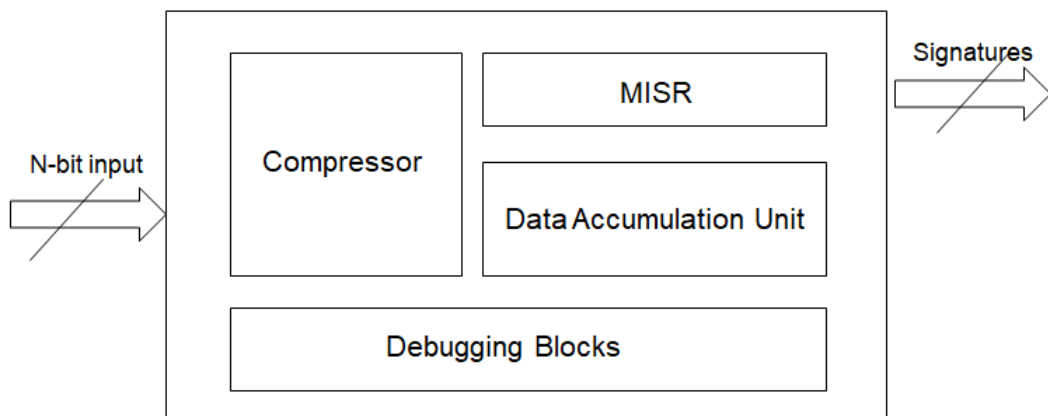 Signatures
MISR
Compressor
N-bit input
Data Accumulation Unit
Debugging Blocks